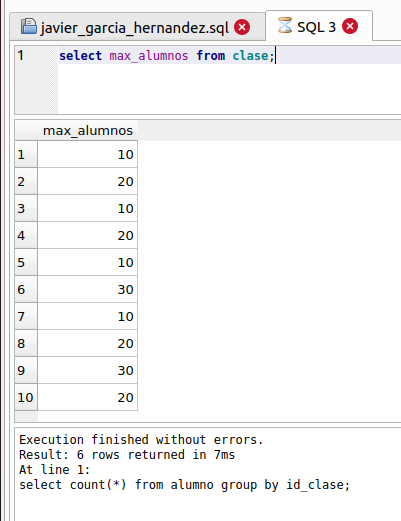 javier_garcia_hernandez.sql SQL 3
1 select max_alumnos from clase;
max_alumnos
1 10
2 20
3 10
4 20
5 10
6 30
7 10
8 20
9 30
10 20
Execution finished without errors.
Result: 6 rows returned in 7ms
At line 1:
select count(*) from alumno group by id_clase;